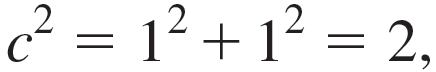 c² = 1² + 1² = 2,